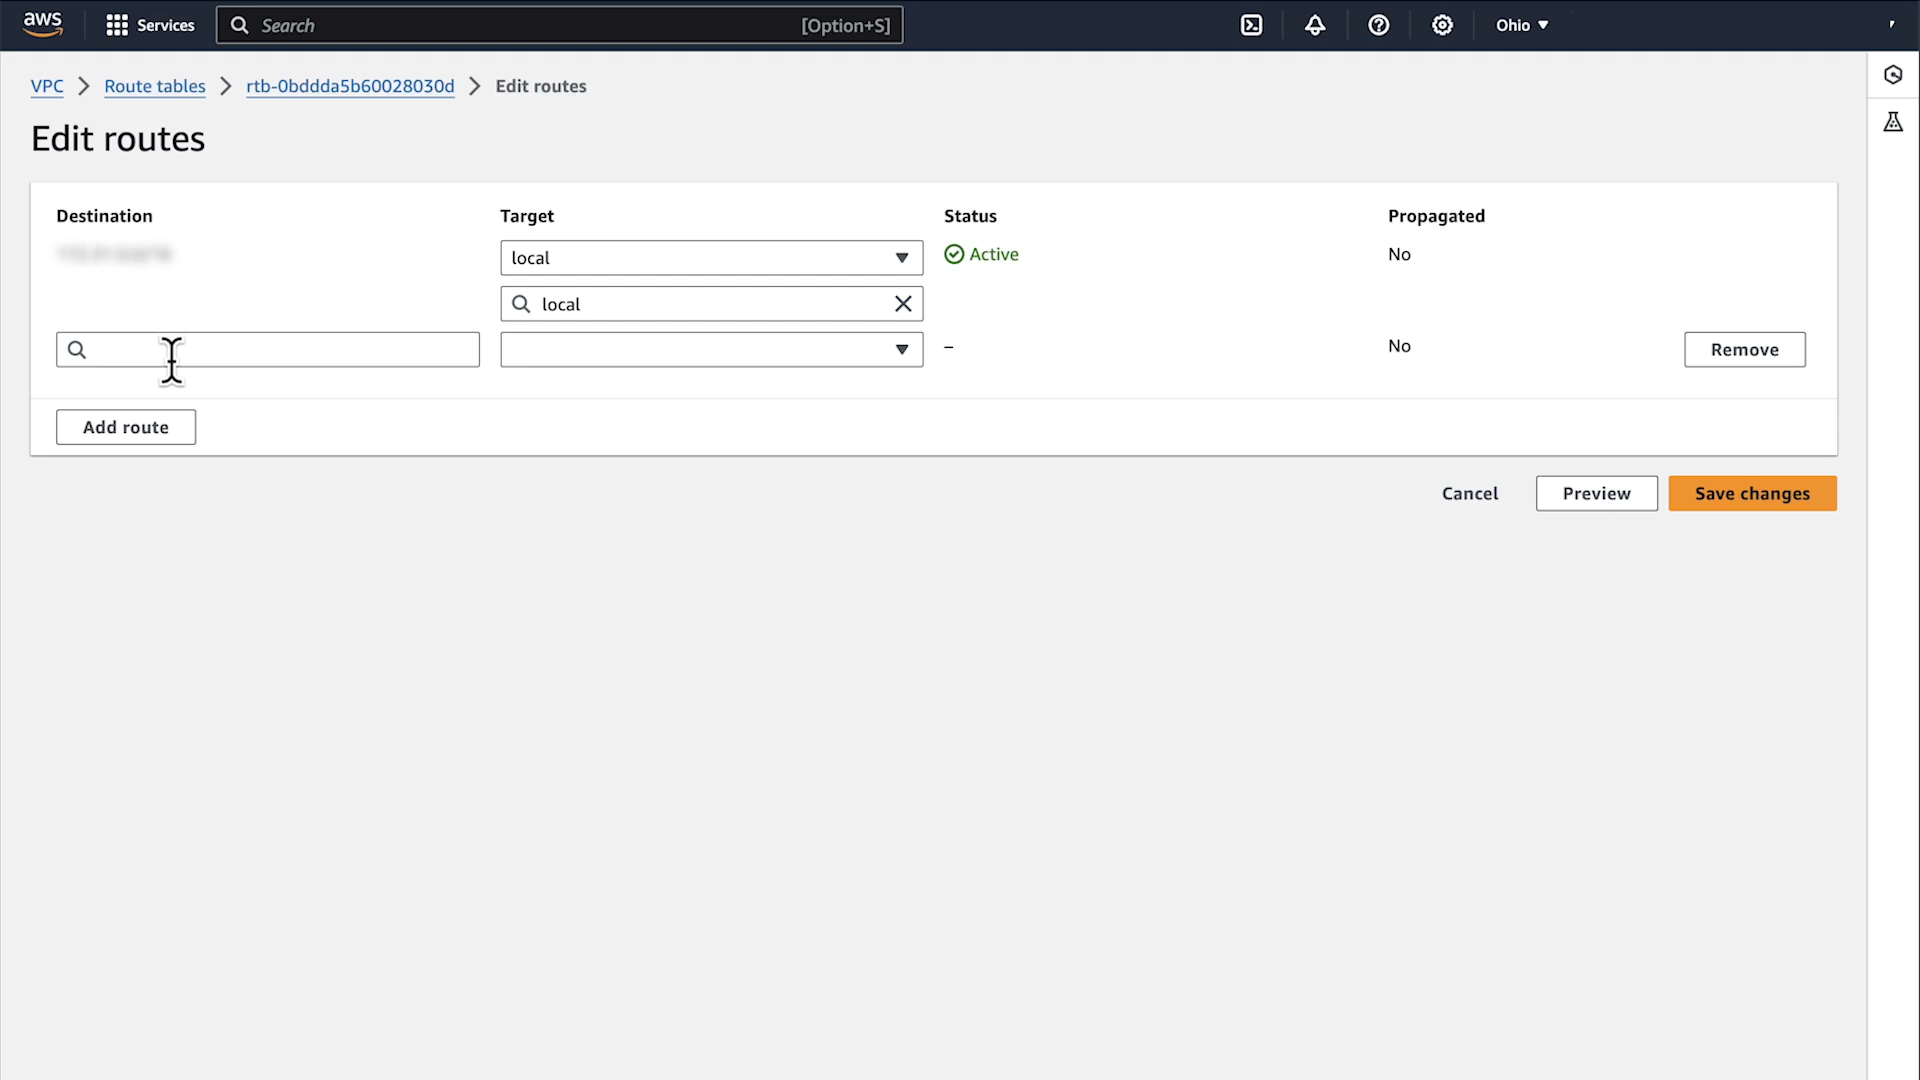 aws
Services
Search [Option+S]
Ohio
VPC Route tables rtb-0bddda5b60028030d Edit routes
Edit routes
Destination Target Status Propagated
local Active No
local
– No Remove
Add route
Cancel Preview Save changes